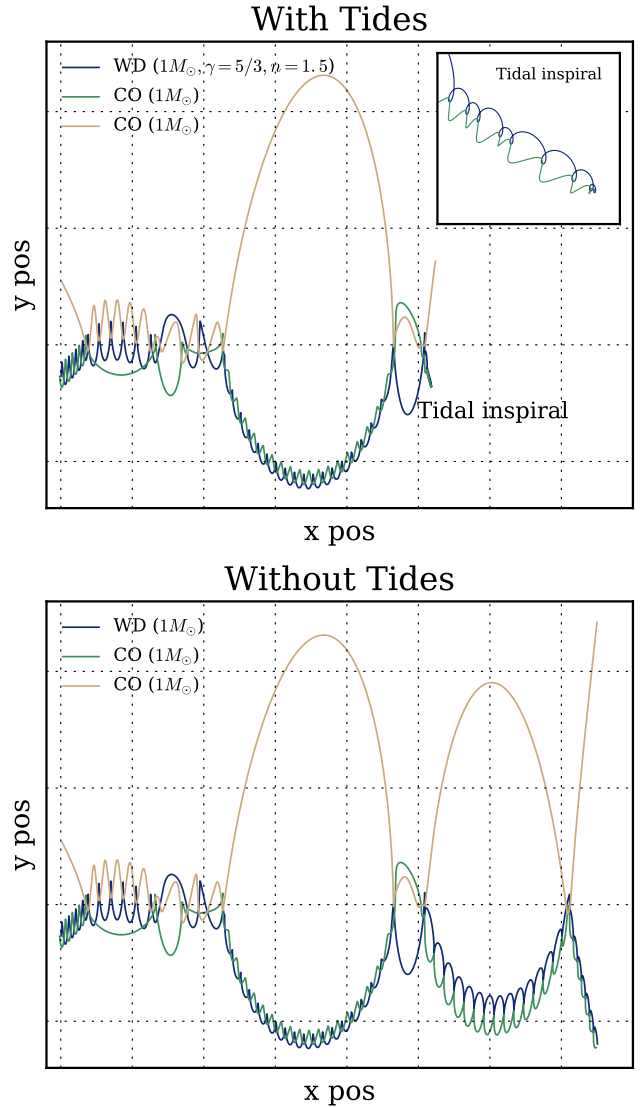 With Tides
WD (1M⊙, γ = 5/3, n = 1.5)
CO (1M⊙)
CO (1M⊙)
Tidal inspiral
Tidal inspiral
y pos
x pos
Without Tides
WD (1M⊙)
CO (1M⊙)
CO (1M⊙)
y pos
x pos